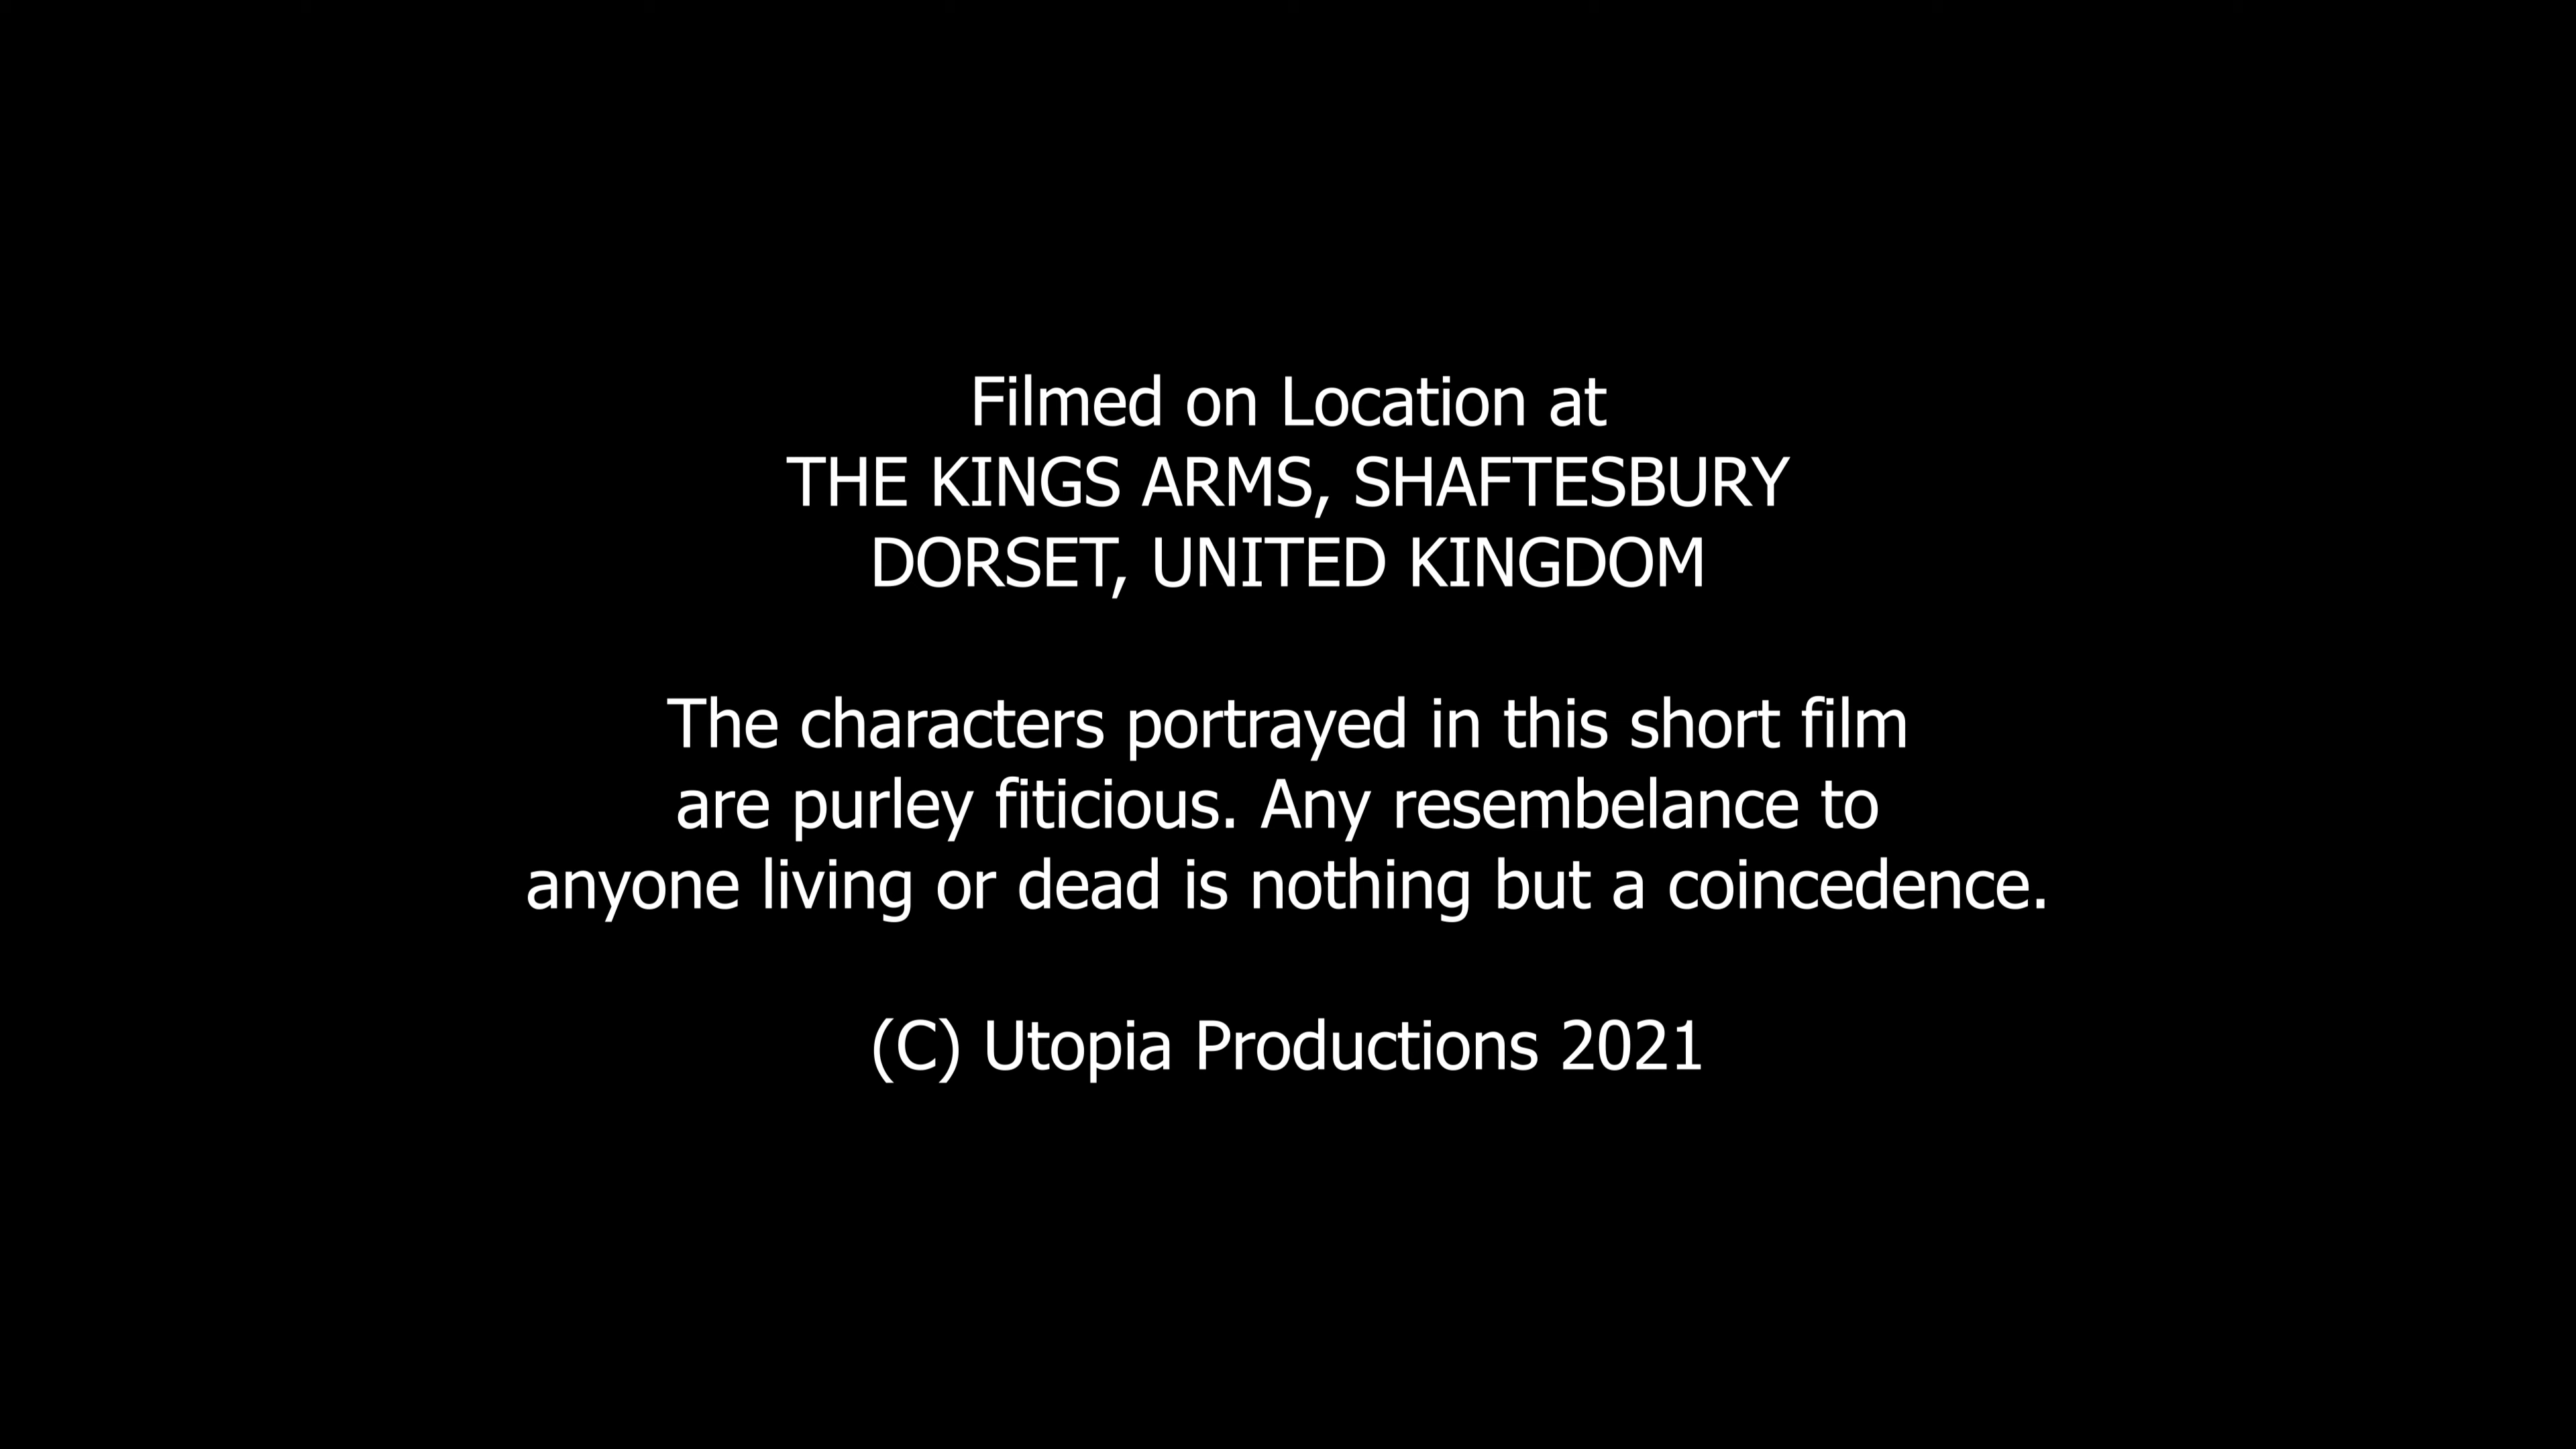 Filmed on Location at
THE KINGS ARMS, SHAFTESBURY
DORSET, UNITED KINGDOM
The characters portrayed in this short film
are purley fiticious. Any resembelance to
anyone living or dead is nothing but a coincedence.
(C) Utopia Productions 2021